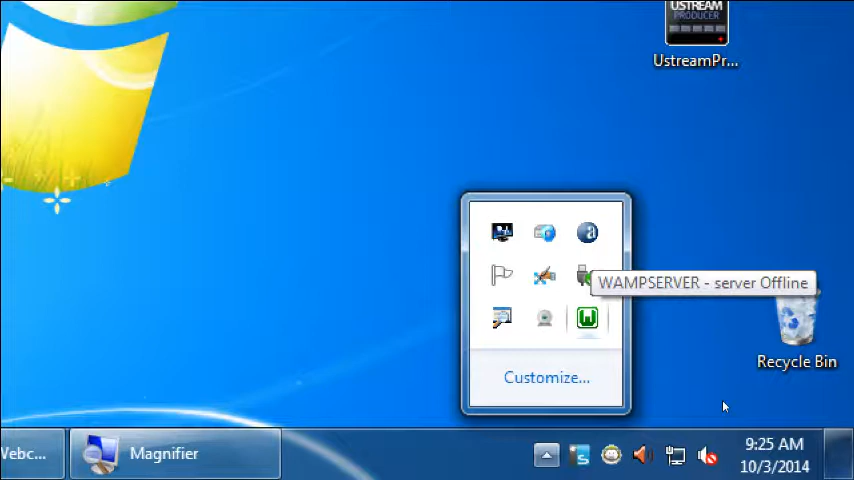 USTREAM
PRODUCER
UstreamPr...
WAMPSERVER - server Offline
Recycle Bin
Customize...
Webc...
Magnifier
9:25 AM
10/3/2014